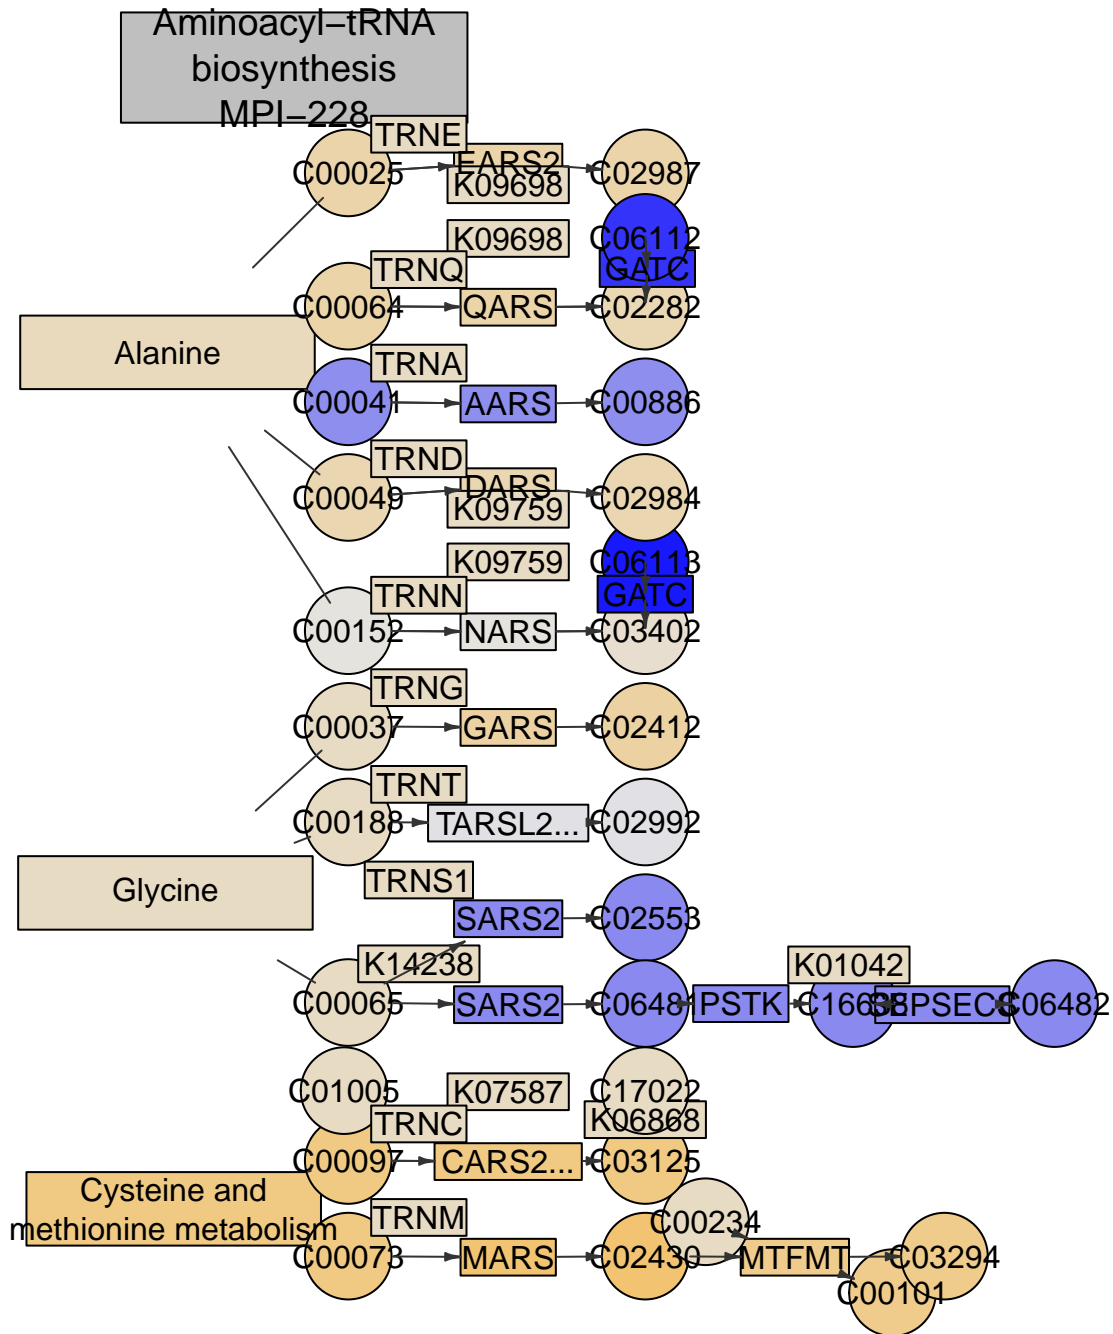 Aminoacyl−tRNA
biosynthesis
MPI−228
TRNE
C00025
EARS2
C02987
K09698
K09698
C06112
TRNQ
GATC
C00064
QARS
C02282
Alanine
TRNA
C00041
AARS
C00886
TRND
C00049
DARS
C02984
K09759
K09759
C06113
TRNN
GATC
C00152
NARS
C03402
TRNG
C00037
GARS
C02412
TRNT
C00188
TARSL2...
C02992
TRNS1
Glycine
SARS2
C02553
K14238
K01042
C00065
SARS2
C06481
PSTK
SEPSECS
C06482
C01005
K07587
C17022
TRNC
K06868
C00097
CARS2...
C03125
Cysteine and
methionine metabolism
TRNM
C00234
C00073
MARS
C02430
MTFMT
C03294
C00101